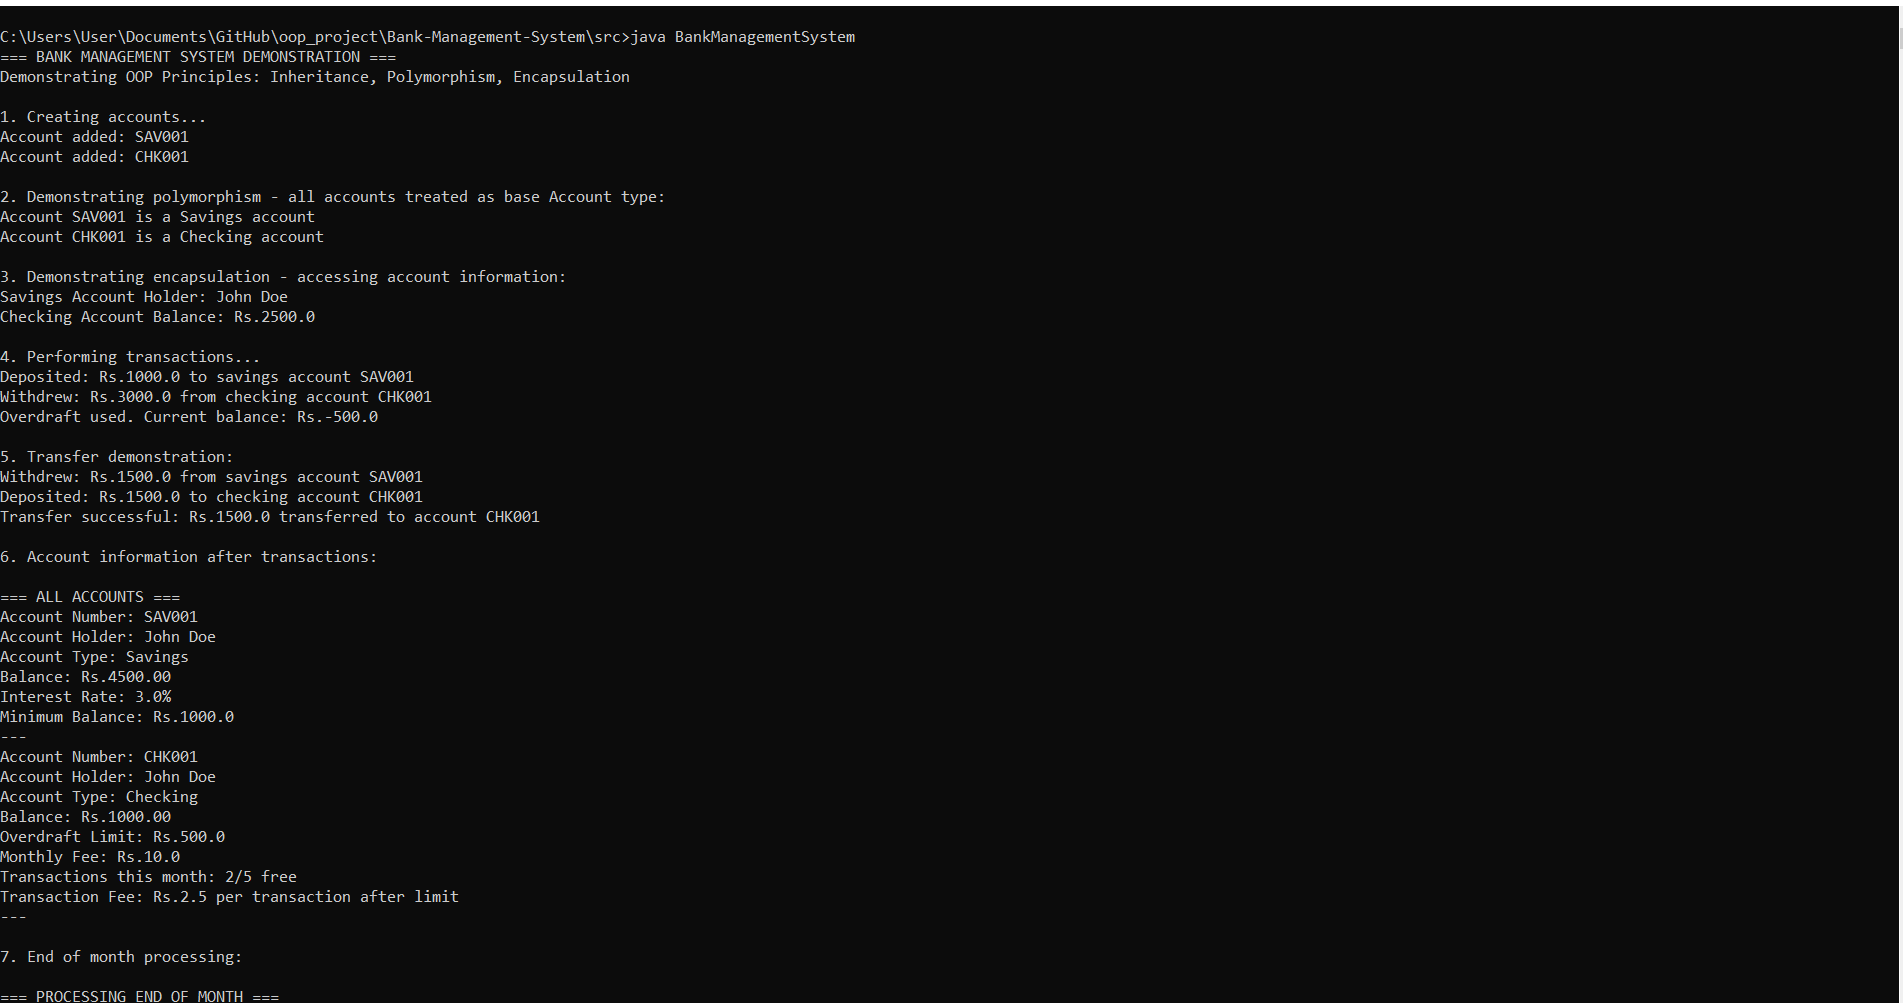 C:\Users\User\Documents\GitHub\oop_project\Bank-Management-System\src>java BankManagementSystem
=== BANK MANAGEMENT SYSTEM DEMONSTRATION ===
Demonstrating OOP Principles: Inheritance, Polymorphism, Encapsulation
1. Creating accounts...
Account added: SAV001
Account added: CHK001
2. Demonstrating polymorphism - all accounts treated as base Account type:
Account SAV001 is a Savings account
Account CHK001 is a Checking account
3. Demonstrating encapsulation - accessing account information:
Savings Account Holder: John Doe
Checking Account Balance: Rs.2500.0
4. Performing transactions...
Deposited: Rs.1000.0 to savings account SAV001
Withdrew: Rs.3000.0 from checking account CHK001
Overdraft used. Current balance: Rs.-500.0
5. Transfer demonstration:
Withdrew: Rs.1500.0 from savings account SAV001
Deposited: Rs.1500.0 to checking account CHK001
Transfer successful: Rs.1500.0 transferred to account CHK001
6. Account information after transactions:
=== ALL ACCOUNTS ===
Account Number: SAV001
Account Holder: John Doe
Account Type: Savings
Balance: Rs.4500.00
Interest Rate: 3.0%
Minimum Balance: Rs.1000.0
---
Account Number: CHK001
Account Holder: John Doe
Account Type: Checking
Balance: Rs.1000.00
Overdraft Limit: Rs.500.0
Monthly Fee: Rs.10.0
Transactions this month: 2/5 free
Transaction Fee: Rs.2.5 per transaction after limit
---
7. End of month processing:
=== PROCESSING END OF MONTH ===